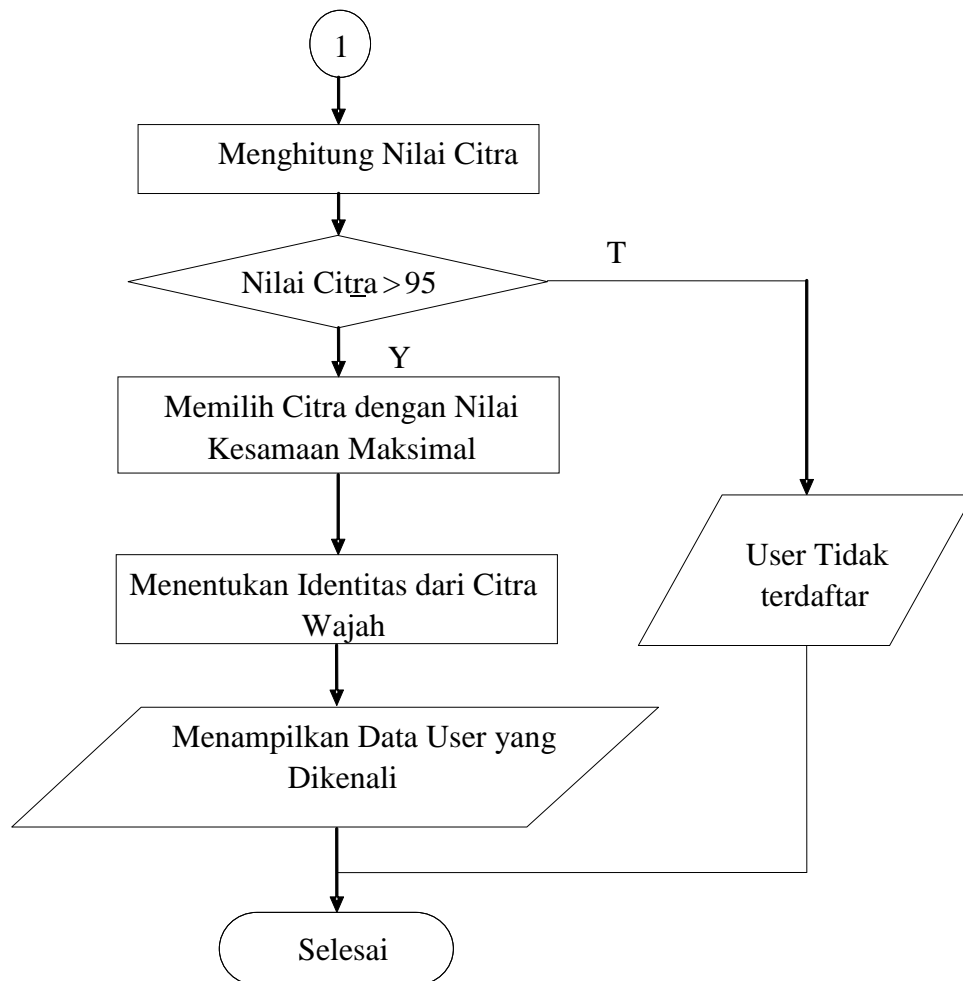 1
Menghitung Nilai Citra
T
Nilai Citra > 95
Y
Memilih Citra dengan Nilai
Kesamaan Maksimal
User Tidak
terdaftar
Menentukan Identitas dari Citra
Wajah
Menampilkan Data User yang
Dikenali
Selesai